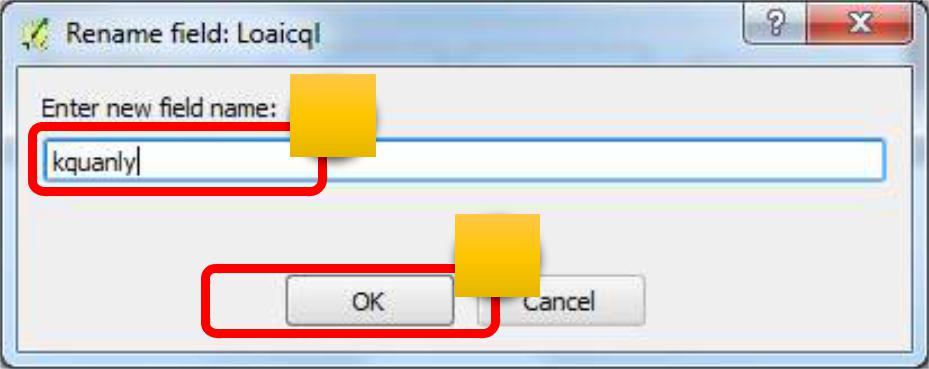 Rename field: Loaicql
Enter new field name:
kquanly
OK
Cancel